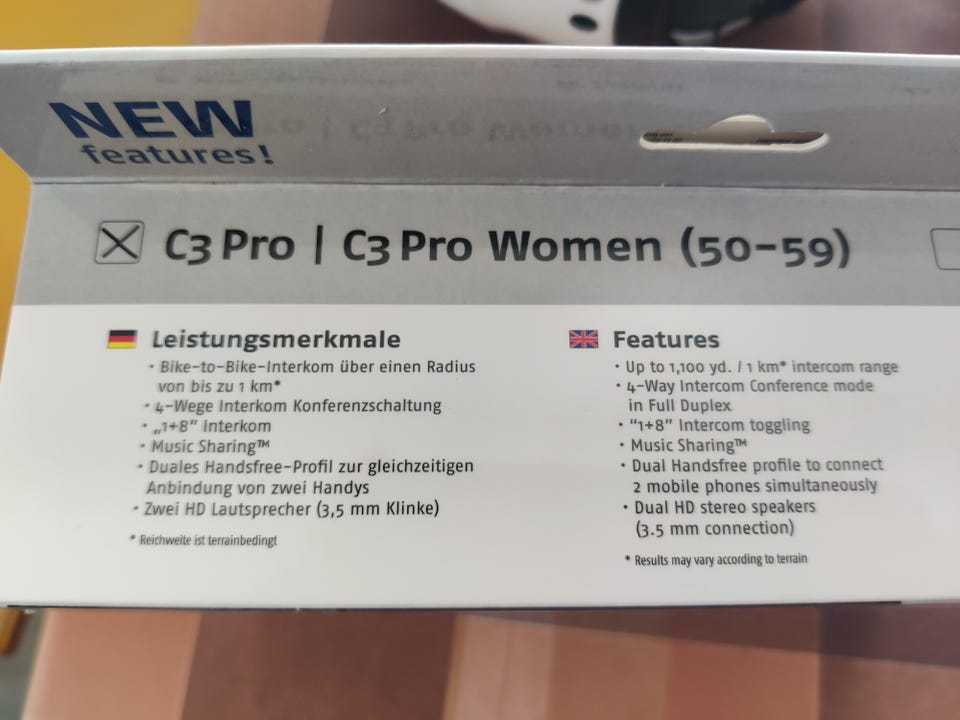 NEW
features!
C3 Pro | C3 Pro Women (50-59)
Leistungsmerkmale
• Bike-to-Bike-Interkom über einen Radius
von bis zu 1 km*
• 4-Wege Interkom Konferenzschaltung
• „1+8” Interkom
• Music Sharing™
• Duales Handsfree-Profil zur gleichzeitigen
Anbindung von zwei Handys
• Zwei HD Lautsprecher (3,5 mm Klinke)
* Reichweite ist terrainbedingt
Features
• Up to 1,100 yd. / 1 km* intercom range
• 4-Way Intercom Conference mode
in Full Duplex
• “1+8” Intercom toggling
• Music Sharing™
• Dual Handsfree profile to connect
2 mobile phones simultaneously
• Dual HD stereo speakers
(3.5 mm connection)
* Results may vary according to terrain